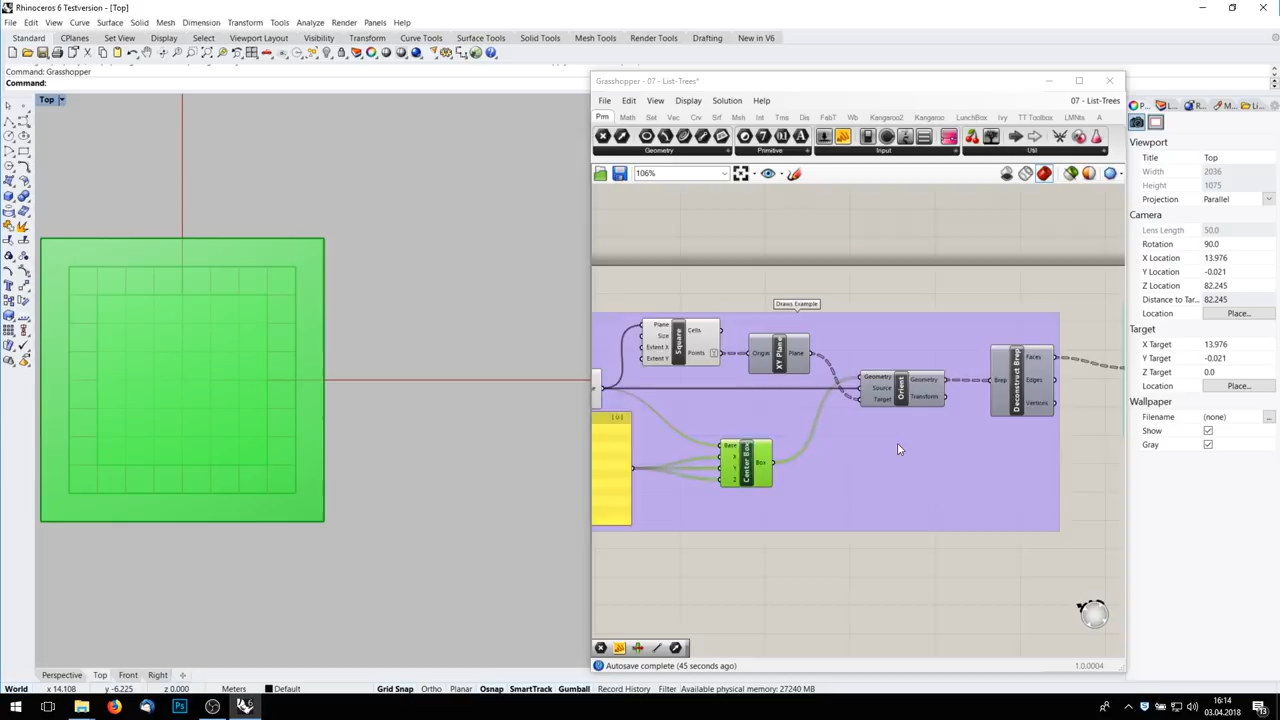 Rhinoceros 6 Testversion - [Top]
File Edit View Curve Surface Solid Mesh Dimension Transform Tools Analyze Render Panels Help
Standard CPlanes Set View Display Select Viewport Layout Visibility Transform Curve Tools Surface Tools Solid Tools Mesh Tools Render Tools Drafting New in V6
Command: Grasshopper
Command:
Top
Grasshopper - 07 - List-Trees*
File Edit View Display Solution Help 07 - List-Trees
Prm Math Set Vec Crv Srf Msh Int Trns Dis FabT Wb Kangaroo2 Kangaroo LunchBox Ivy TT Toolbox LMNts A
Geometry Primitive Input Util
106%
Draws Example
Plane
Size
Extent X
Extent Y
Square
Cells
Points
Origin
XY Plane
Plane
Geometry
Source
Target
Orient
Geometry
Transform
Brep
Deconstruct Brep
Faces
Edges
Vertices
Base
X
Y
Z
Center Box
Box
Autosave complete (45 seconds ago)
1.0.0004
Viewport
Title Top
Width 2036
Height 1075
Projection Parallel
Camera
Lens Length 50.0
Rotation 90.0
X Location 13.976
Y Location -0.021
Z Location 82.245
Distance to Tar... 82.245
Location Place...
Target
X Target 13.976
Y Target -0.021
Z Target 0.0
Location Place...
Wallpaper
Filename (none) ...
Show
Gray
Perspective Top Front Right
World x 14.108 y -6.225 z 0.000 Meters Default Grid Snap Ortho Planar Osnap SmartTrack Gumball Record History Filter Available physical memory: 27240 MB
16:14
03.04.2018